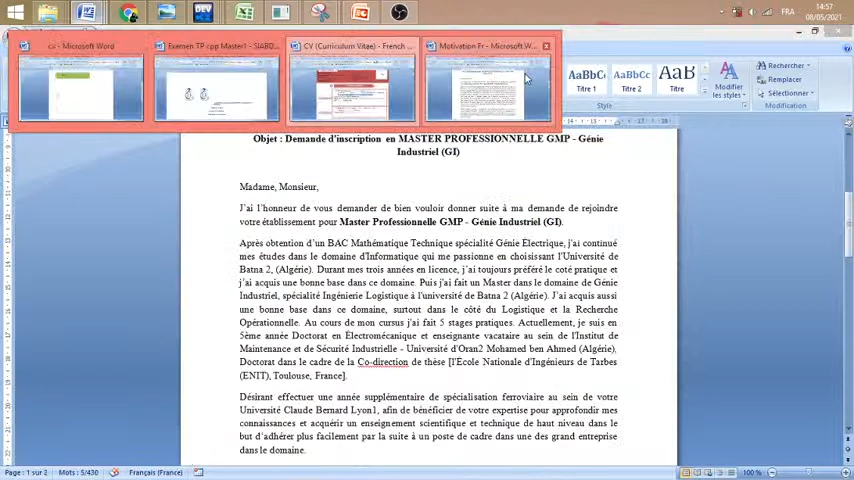 14:57
FRA
08/05/2021
cv - Microsoft Word
Examen TP cpp Master1 - SIABD...
CV (Curriculum Vitae) - French ...
Motivation Fr - Microsoft W...
AaBbC
AaBbCc
AaB
Titre 1
Titre 2
Titre
Modifier
les styles
Style
Rechercher
Remplacer
Sélectionner
Modification
Objet : Demande d'inscription en MASTER PROFESSIONNELLE GMP - Génie
Industriel (GI)
Madame, Monsieur,
J'ai l'honneur de vous demander de bien vouloir donner suite à ma demande de rejoindre
votre établissement pour Master Professionnelle GMP - Génie Industriel (GI).
Après obtention d'un BAC Mathématique Technique spécialité Génie Electrique, j'ai continué
mes études dans le domaine d'Informatique qui me passionne en choisissant l'Université de
Batna 2, (Algérie). Durant mes trois années en licence, j'ai toujours préféré le coté pratique et
j'ai acquis une bonne base dans ce domaine. Puis j'ai fait un Master dans le domaine de Génie
Industriel, spécialité Ingénierie Logistique à l'université de Batna 2 (Algérie). J'ai acquis aussi
une bonne base dans ce domaine, surtout dans le côté du Logistique et la Recherche
Opérationnelle. Au cours de mon cursus j'ai fait 5 stages pratiques. Actuellement, je suis en
5ème année Doctorat en Électromécanique et enseignante vacataire au sein de l'Institut de
Maintenance et de Sécurité Industrielle - Université d'Oran2 Mohamed ben Ahmed (Algérie),
Doctorat dans le cadre de la Co-direction de thèse [l'École Nationale d'Ingénieurs de Tarbes
(ENIT), Toulouse, France].
Désirant effectuer une année supplémentaire de spécialisation ferroviaire au sein de votre
Université Claude Bernard Lyon1, afin de bénéficier de votre expertise pour approfondir mes
connaissances et acquérir un enseignement scientifique et technique de haut niveau dans le
but d'adhérer plus facilement par la suite à un poste de cadre dans une des grand entreprise
dans le domaine.
Page : 1 sur 2
Mots : 5/430
Français (France)
100 %